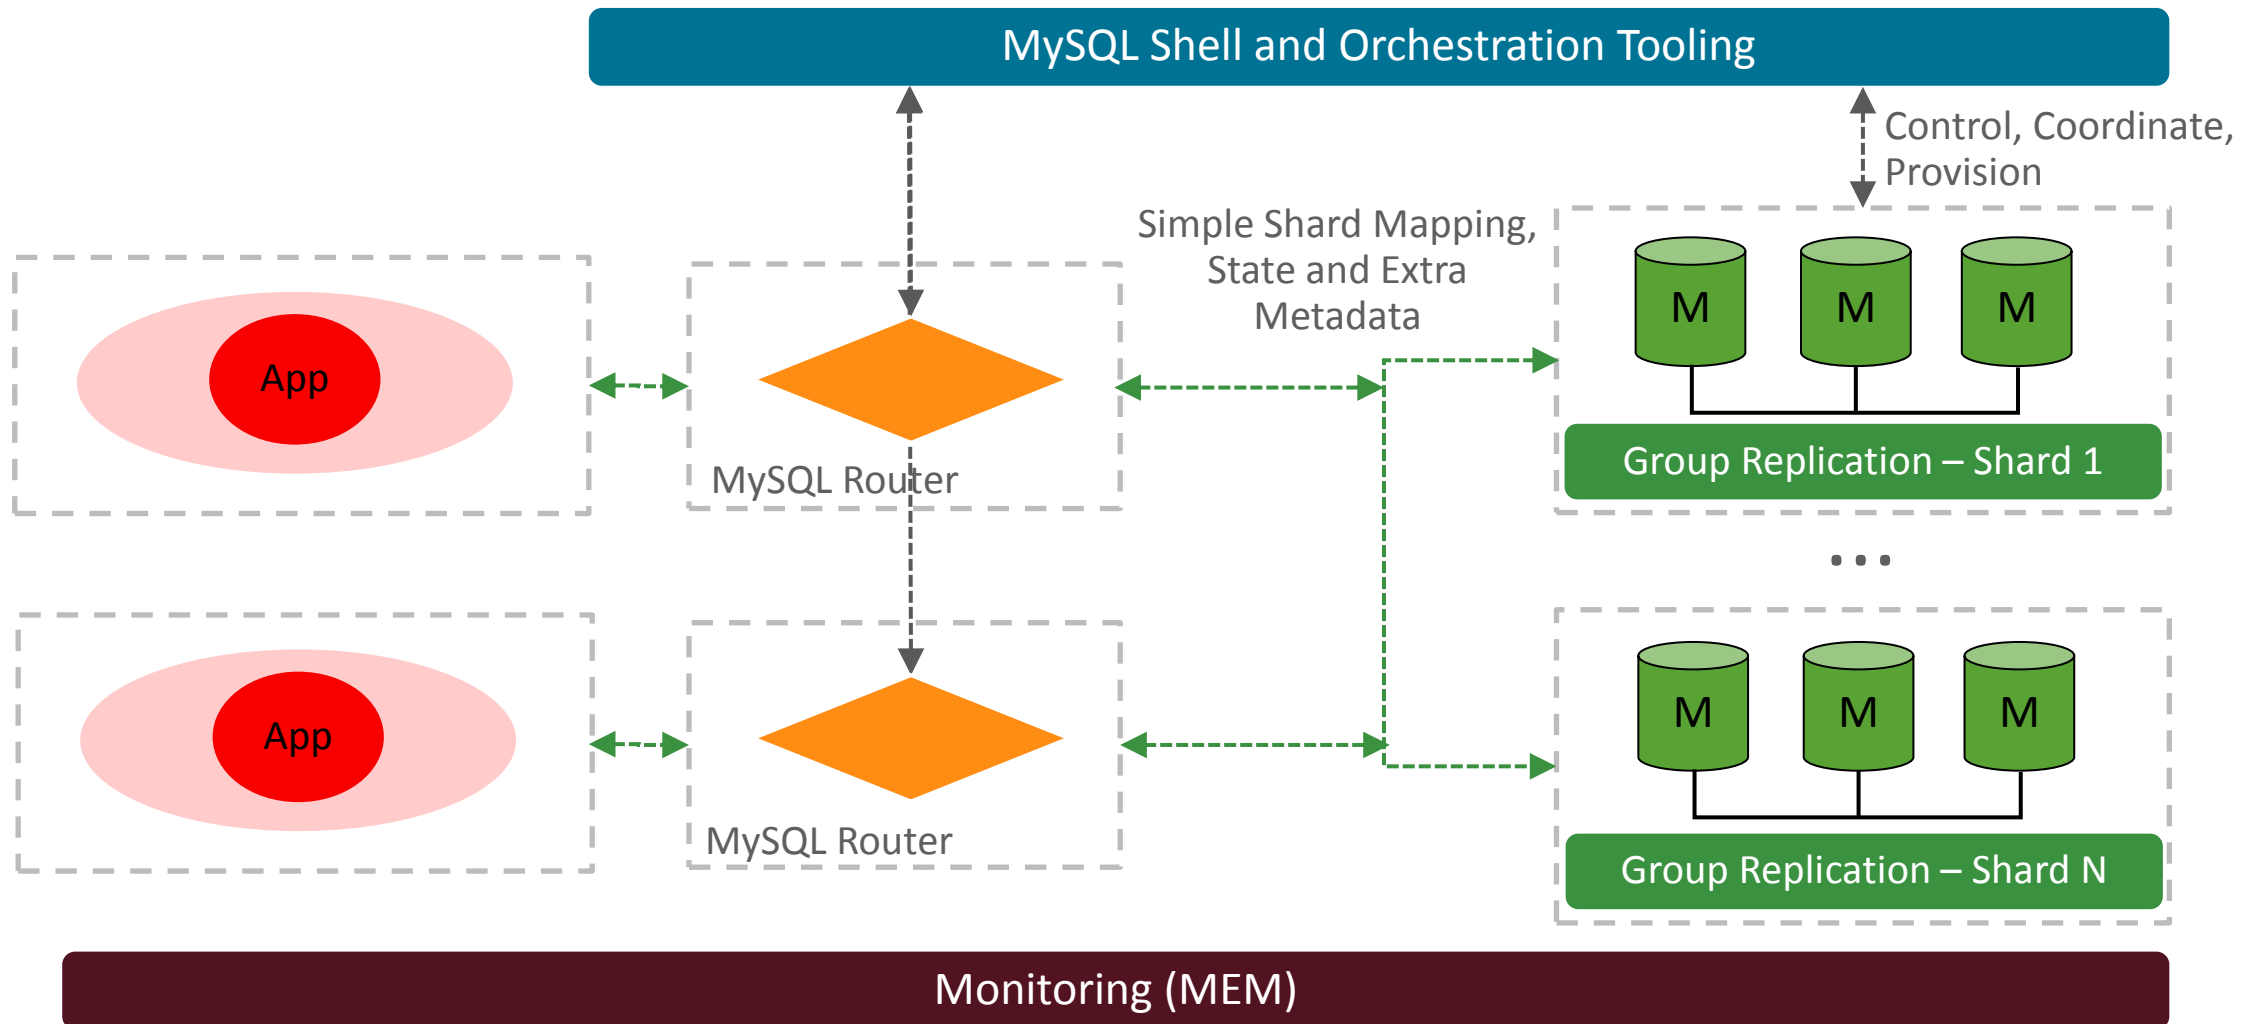 MySQL Shell and Orchestration Tooling
Control, Coordinate,
Provision
Simple Shard Mapping,
State and Extra
Metadata
M M M
App
MySQL Router
Group Replication – Shard 1
...
M M M
App
MySQL Router
Group Replication – Shard N
Monitoring (MEM)